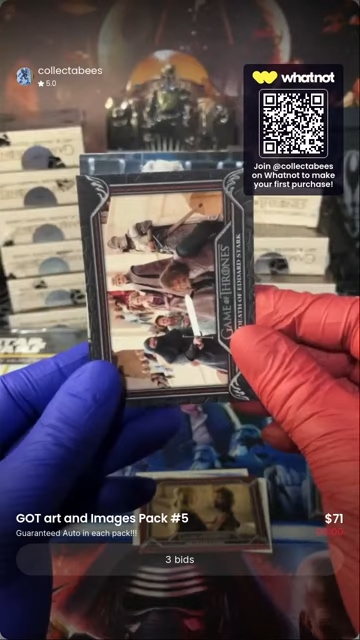 collectabees
5.0
whatnot
Join @collectabees
on Whatnot to make
your first purchase!
GAME OF THRONES
DEATH OF EDDARD STARK
GOT art and Images Pack #5
$71
Guaranteed Auto in each pack!!!
3 bids